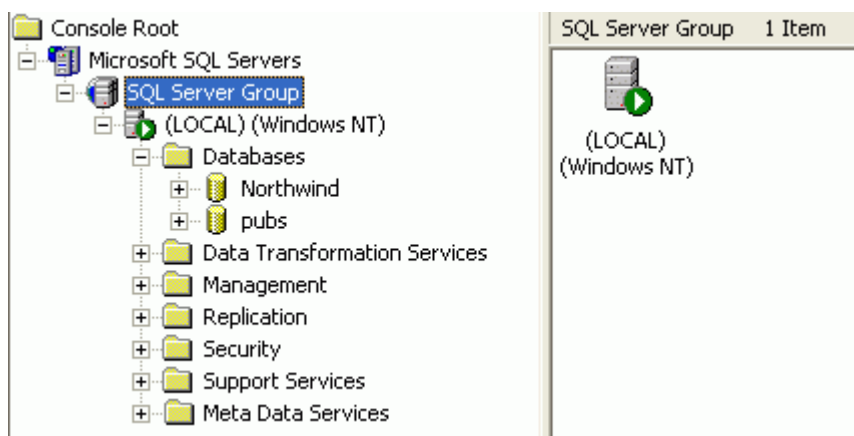 Console Root
Microsoft SQL Servers
SQL Server Group
(LOCAL) (Windows NT)
Databases
Northwind
pubs
Data Transformation Services
Management
Replication
Security
Support Services
Meta Data Services
SQL Server Group 1 Item
(LOCAL)
(Windows NT)